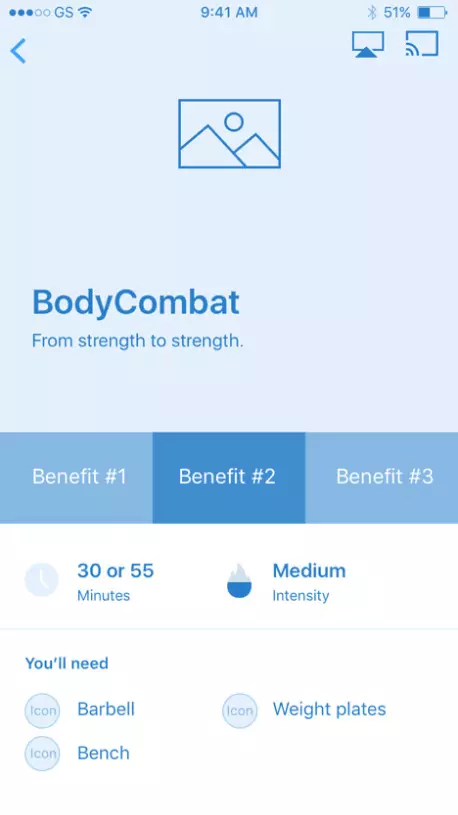 GS 9:41 AM 51%
BodyCombat
From strength to strength.
Benefit #1 Benefit #2 Benefit #3
30 or 55 Medium
Minutes Intensity
You'll need
Icon Barbell Icon Weight plates
Icon Bench